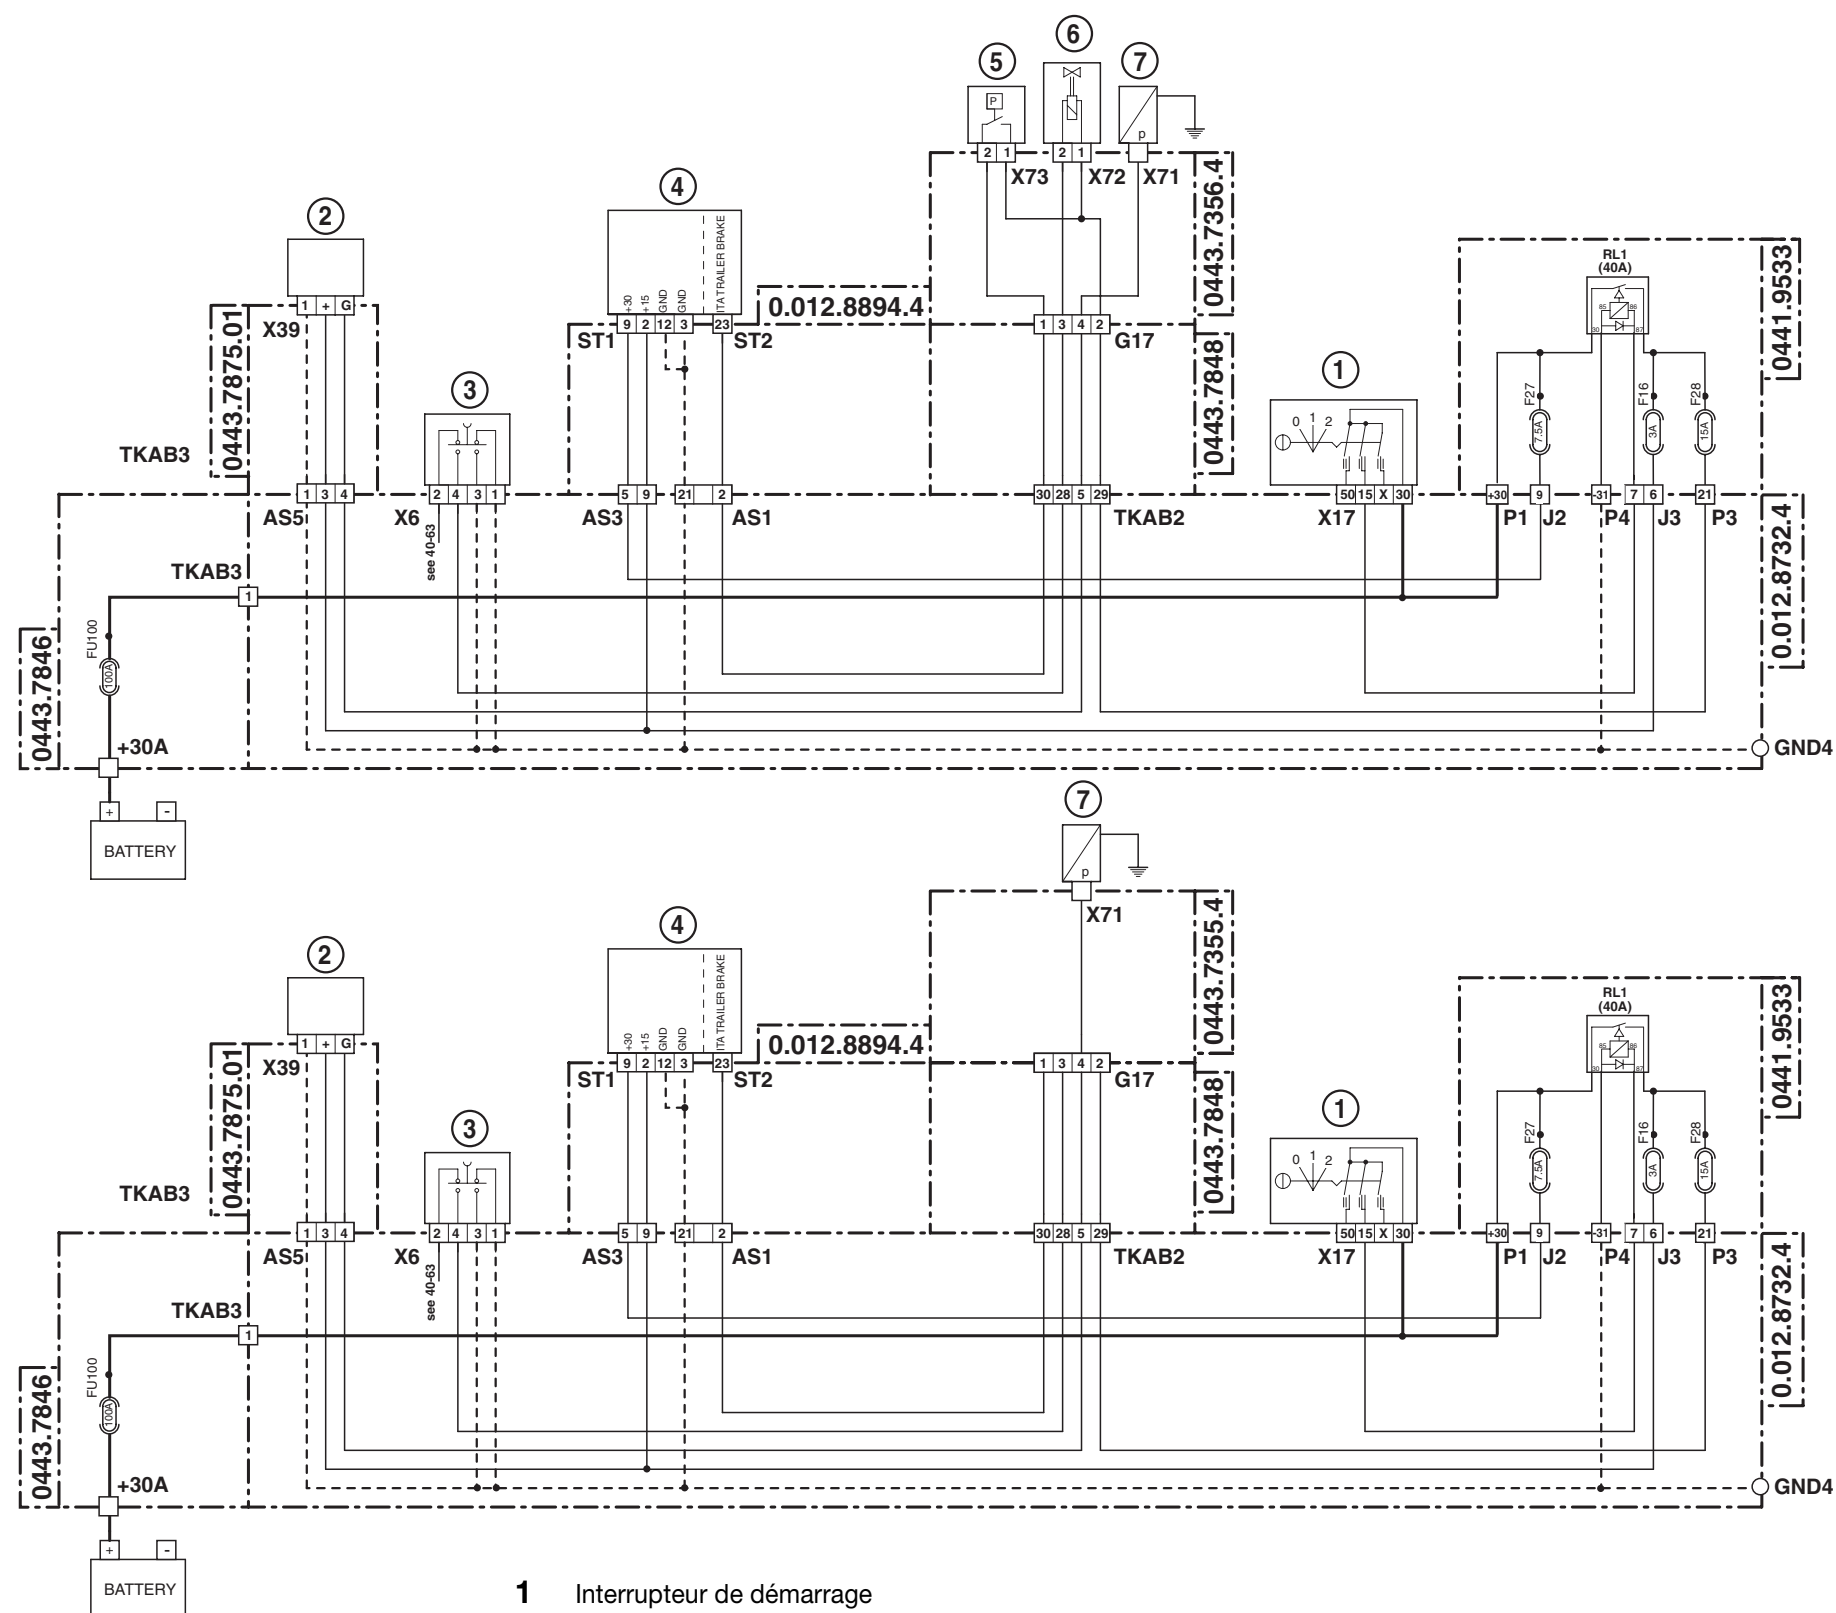 5 6 7
P p
2 1 2 1
X73 X72 X71
0443.7356.4
4
2
ITA TRAILER BRAKE
+30 +15 GND GND
0.012.8894.4
RL1
(40A)
85 86
30 87
0441.9533
1 + G
X39
0443.7875.01
9 2 12 3 23
ST1 ST2
1 3 4 2
G17
0443.7848
3
1
0 1 2
F27 F16 F28
7.5A 3A 15A
TKAB3
1 3 4 2 4 3 1 5 9 21 2 30 28 5 29 50 15 X 30 +30 9 -31 7 6 21
AS5 X6 AS3 AS1 TKAB2 X17 P1 J2 P4 J3 P3
see 40-63
0.012.8732.4
TKAB3
1
FU100
100A
0443.7846
+30A
GND4
+ -
BATTERY
7
p
X71
0443.7355.4
4
2
ITA TRAILER BRAKE
+30 +15 GND GND
0.012.8894.4
RL1
(40A)
85 86
30 87
0441.9533
1 + G
X39
0443.7875.01
9 2 12 3 23
ST1 ST2
1 3 4 2
G17
0443.7848
3
1
0 1 2
F27 F16 F28
7.5A 3A 15A
TKAB3
1 3 4 2 4 3 1 5 9 21 2 30 28 5 29 50 15 X 30 +30 9 -31 7 6 21
AS5 X6 AS3 AS1 TKAB2 X17 P1 J2 P4 J3 P3
see 40-63
0.012.8732.4
TKAB3
1
FU100
100A
0443.7846
+30A
GND4
+ -
BATTERY
1 Interrupteur de démarrage